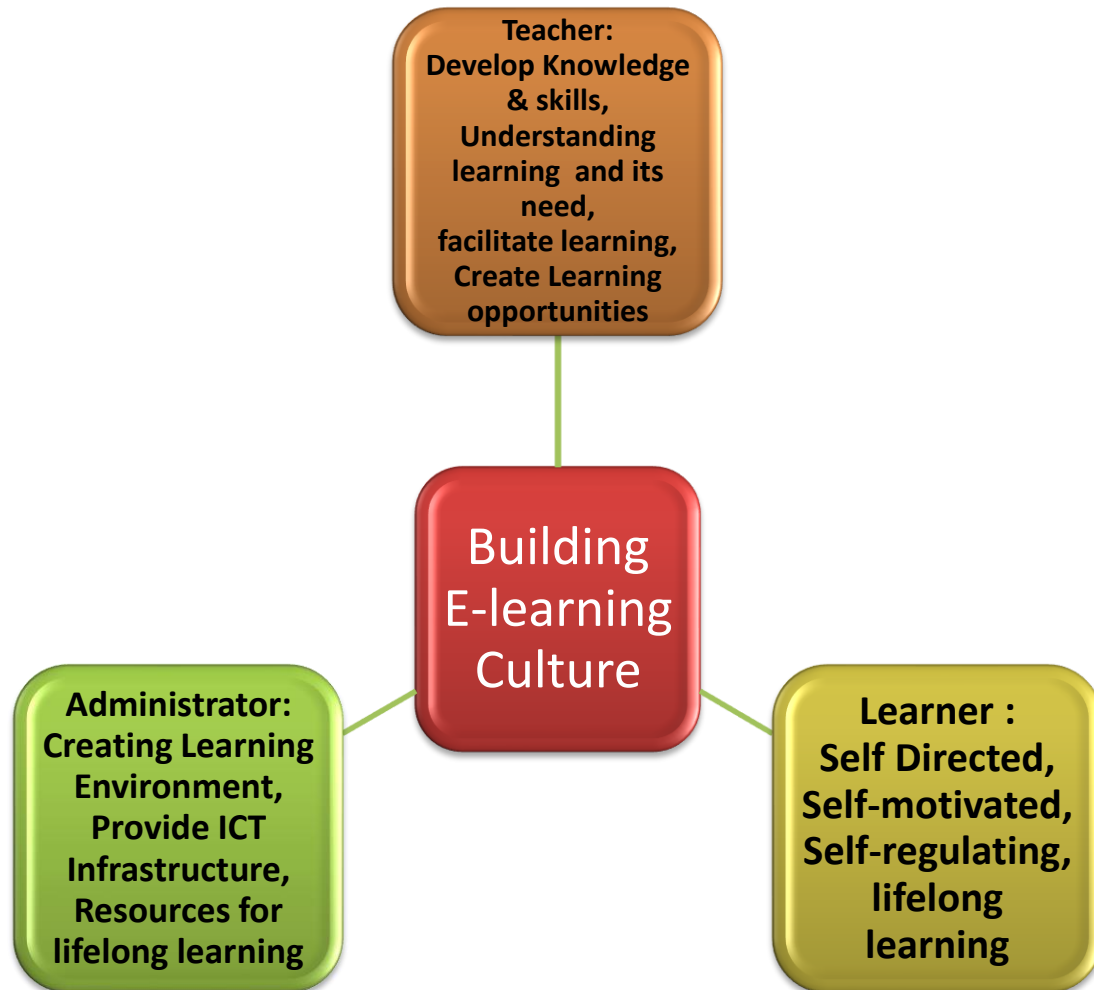 Teacher:
Develop Knowledge
& skills,
Understanding
learning and its
need,
facilitate learning,
Create Learning
opportunities
Building
E-learning
Culture
Administrator:
Creating Learning
Environment,
Provide ICT
Infrastructure,
Resources for
lifelong learning
Learner :
Self Directed,
Self-motivated,
Self-regulating,
lifelong
learning